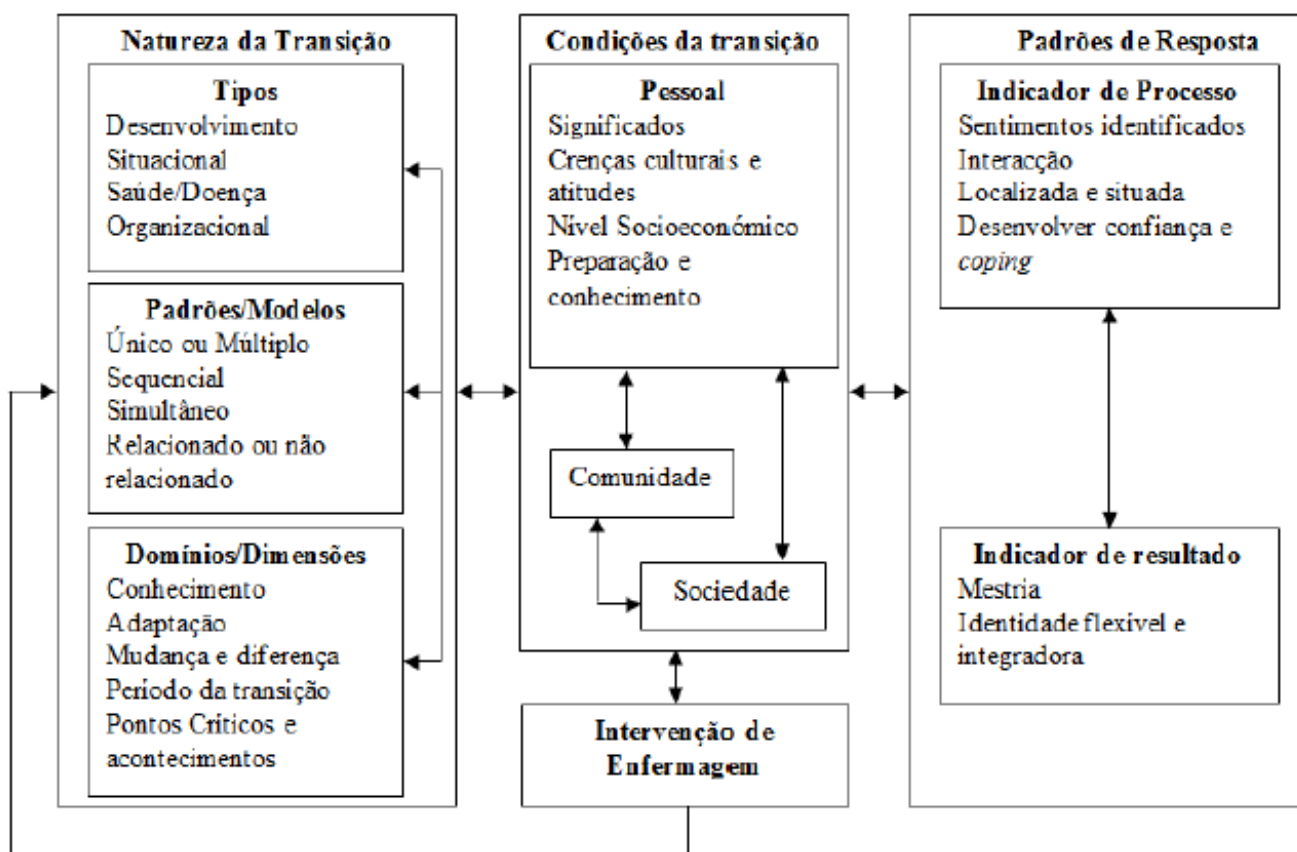 Natureza da Transição
Tipos
Desenvolvimento
Situacional
Saúde/Doença
Organizacional
Padrões/Modelos
Único ou Múltiplo
Sequencial
Simultâneo
Relacionado ou não
relacionado
Domínios/Dimensões
Conhecimento
Adaptação
Mudança e diferença
Período da transição
Pontos Críticos e
acontecimentos
Condições da transição
Pessoal
Significados
Crenças culturais e
atitudes
Nível Socioeconómico
Preparação e
conhecimento
Comunidade
Sociedade
Intervenção de
Enfermagem
Padrões de Resposta
Indicador de Processo
Sentimentos identificados
Interacção
Localizada e situada
Desenvolver confiança e
coping
Indicador de resultado
Mestria
Identidade flexível e
integradora